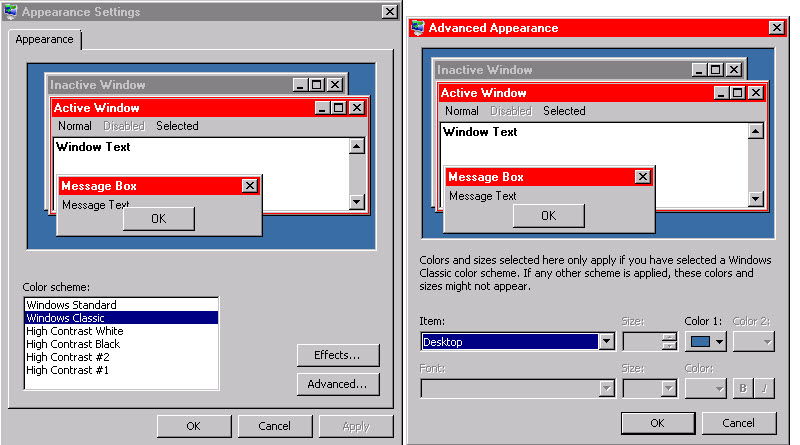 Appearance Settings
Appearance
Inactive Window
Active Window
Normal Disabled Selected
Window Text
Message Box
Message Text
OK
Color scheme:
Windows Standard
Windows Classic
High Contrast White
High Contrast Black
High Contrast #2
High Contrast #1
Effects...
Advanced...
OK Cancel Apply
Advanced Appearance
Inactive Window
Active Window
Normal Disabled Selected
Window Text
Message Box
Message Text
OK
Colors and sizes selected here only apply if you have selected a Windows
Classic color scheme. If any other scheme is applied, these colors and
sizes might not appear.
Item: Size: Color 1: Color 2:
Desktop
Font: Size: Color:
B I
OK Cancel